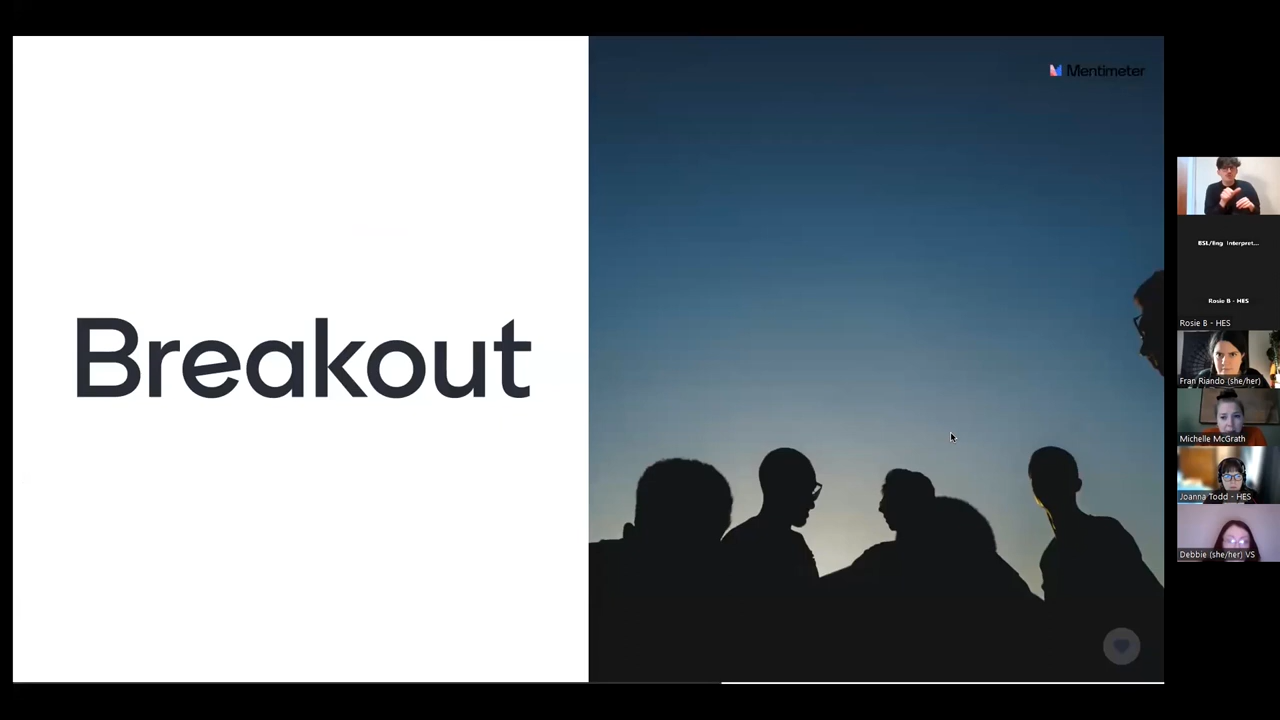 Breakout
Mentimeter
BSL/Eng Interpret...
Rosie B - HES
Rosie B - HES
Fran Riando (she/her)
Michelle McGrath
Joanna Todd - HES
Debbie (she/her) VS